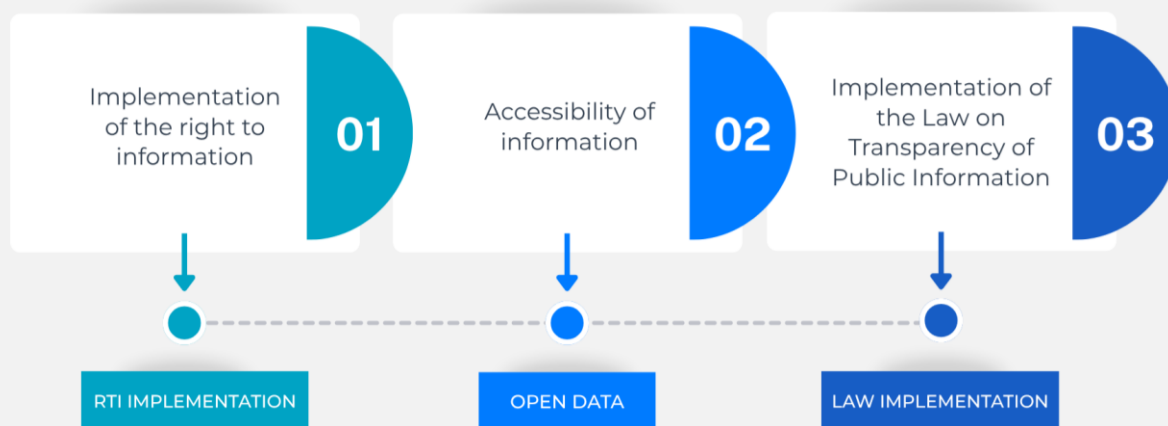 Implementation
of the right to
information
01
Accessibility of
information
02
Implementation of
the Law on
Transparency of
Public Information
03
RTI IMPLEMENTATION
OPEN DATA
LAW IMPLEMENTATION